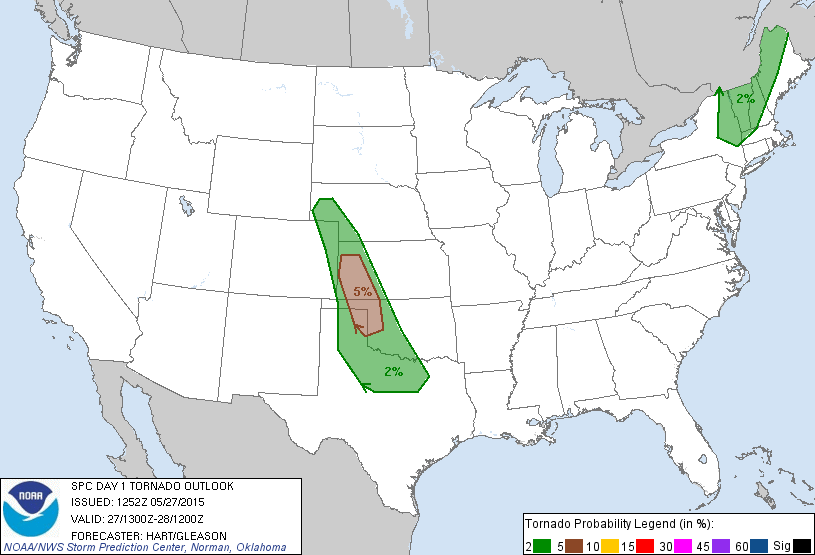 2%
5%
2%
NOAA
SPC DAY 1 TORNADO OUTLOOK
ISSUED: 1252Z 05/27/2015
VALID: 27/1300Z-28/1200Z
FORECASTER: HART/GLEASON
NOAA/NWS Storm Prediction Center, Norman, Oklahoma
Tornado Probability Legend (in %):
2 5 10 15 30 45 60 Sig